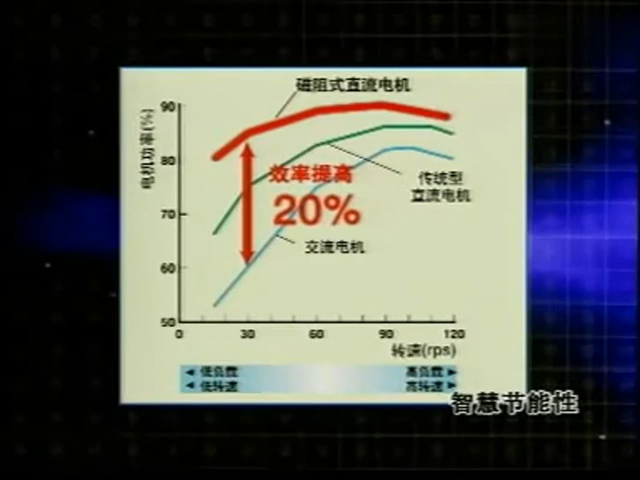 磁阻式直流电机
电机功率(%)
90
80
70
60
50
效率提高
20%
传统型
直流电机
交流电机
0 30 60 90 120
转速(rps)
◀ 低负载 高负载 ▶
◀ 低转速 高转速 ▶
智慧节能性